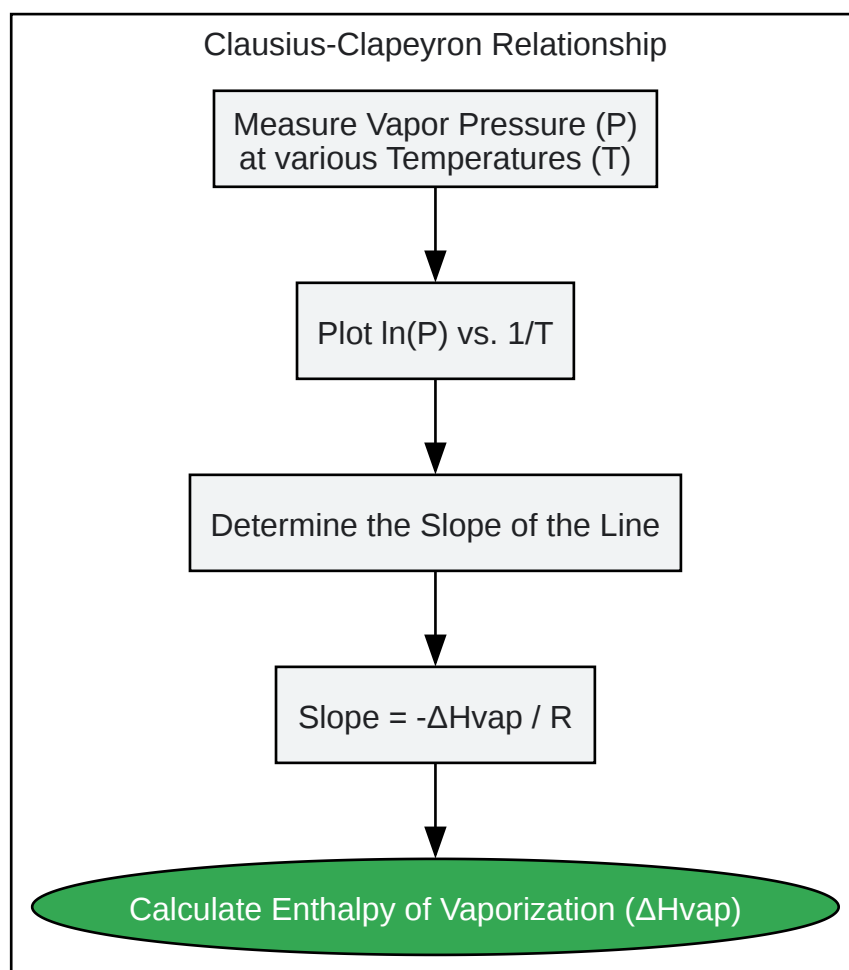 Clausius-Clapeyron Relationship
Measure Vapor Pressure (P)
at various Temperatures (T)
Plot ln(P) vs. 1/T
Determine the Slope of the Line
Slope = -ΔHvap / R
Calculate Enthalpy of Vaporization (ΔHvap)